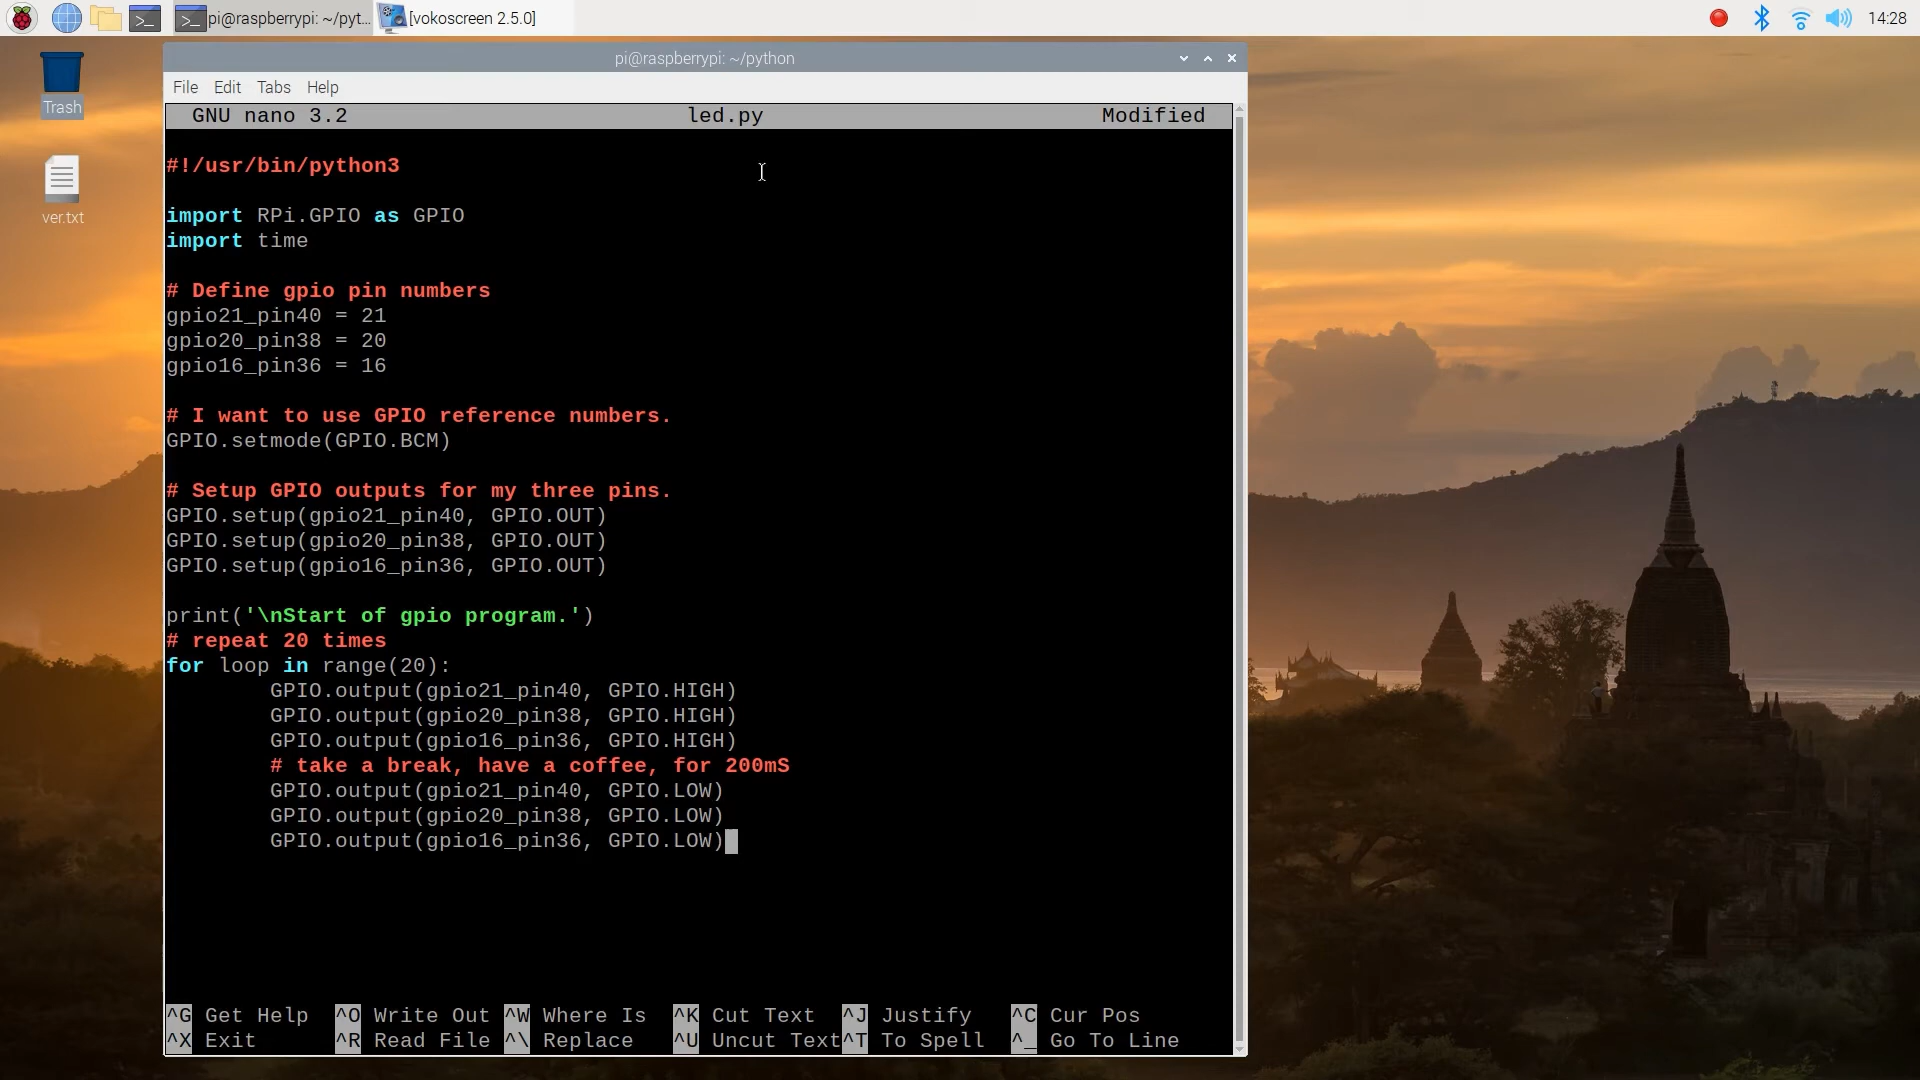 pi@raspberrypi: ~/pyt...
[vokoscreen 2.5.0]
14:28
Trash
ver.txt
pi@raspberrypi: ~/python
File Edit Tabs Help
GNU nano 3.2 led.py Modified
#!/usr/bin/python3
import RPi.GPIO as GPIO
import time
# Define gpio pin numbers
gpio21_pin40 = 21
gpio20_pin38 = 20
gpio16_pin36 = 16
# I want to use GPIO reference numbers.
GPIO.setmode(GPIO.BCM)
# Setup GPIO outputs for my three pins.
GPIO.setup(gpio21_pin40, GPIO.OUT)
GPIO.setup(gpio20_pin38, GPIO.OUT)
GPIO.setup(gpio16_pin36, GPIO.OUT)
print('\nStart of gpio program.')
# repeat 20 times
for loop in range(20):
GPIO.output(gpio21_pin40, GPIO.HIGH)
GPIO.output(gpio20_pin38, GPIO.HIGH)
GPIO.output(gpio16_pin36, GPIO.HIGH)
# take a break, have a coffee, for 200mS
GPIO.output(gpio21_pin40, GPIO.LOW)
GPIO.output(gpio20_pin38, GPIO.LOW)
GPIO.output(gpio16_pin36, GPIO.LOW)
^G Get Help ^O Write Out ^W Where Is ^K Cut Text ^J Justify ^C Cur Pos
^X Exit ^R Read File ^\ Replace ^U Uncut Text ^T To Spell ^_ Go To Line